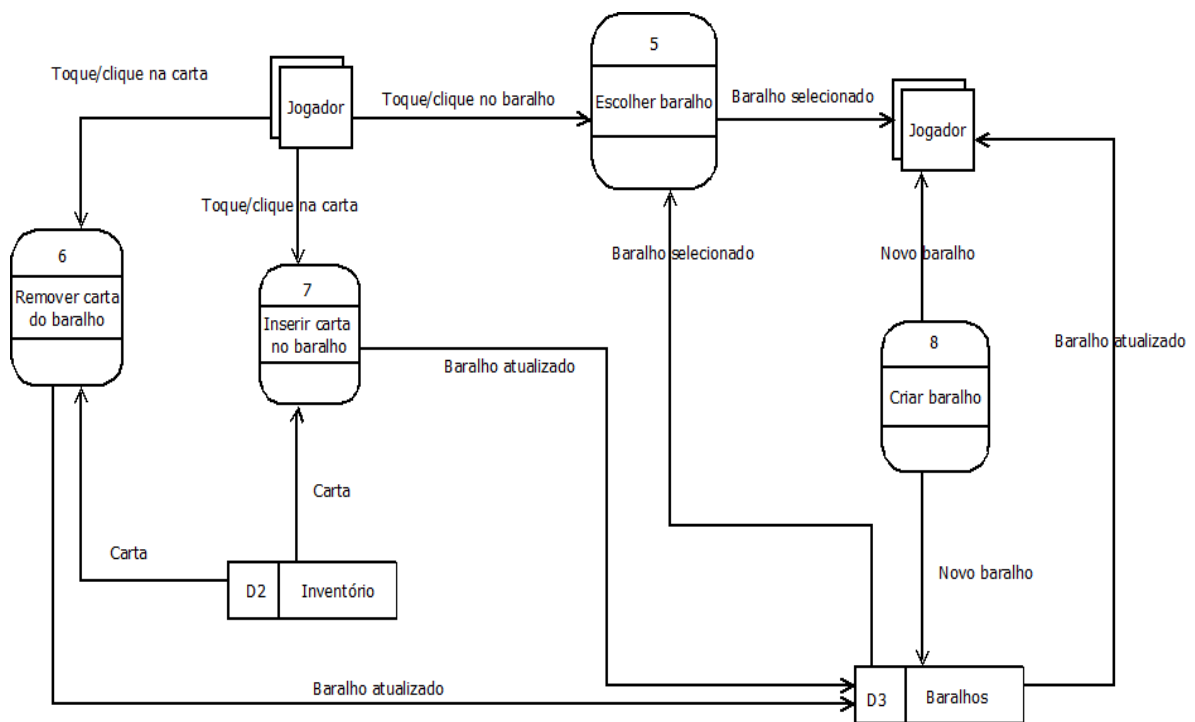 5
Toque/clique na carta
Jogador
Toque/clique no baralho
Escolher baralho
Baralho selecionado
Jogador
Toque/clique na carta
6
Remover carta
do baralho
7
Inserir carta
no baralho
Baralho selecionado
Novo baralho
8
Criar baralho
Baralho atualizado
Baralho atualizado
Carta
Carta
D2
Inventório
Novo baralho
Baralho atualizado
D3
Baralhos